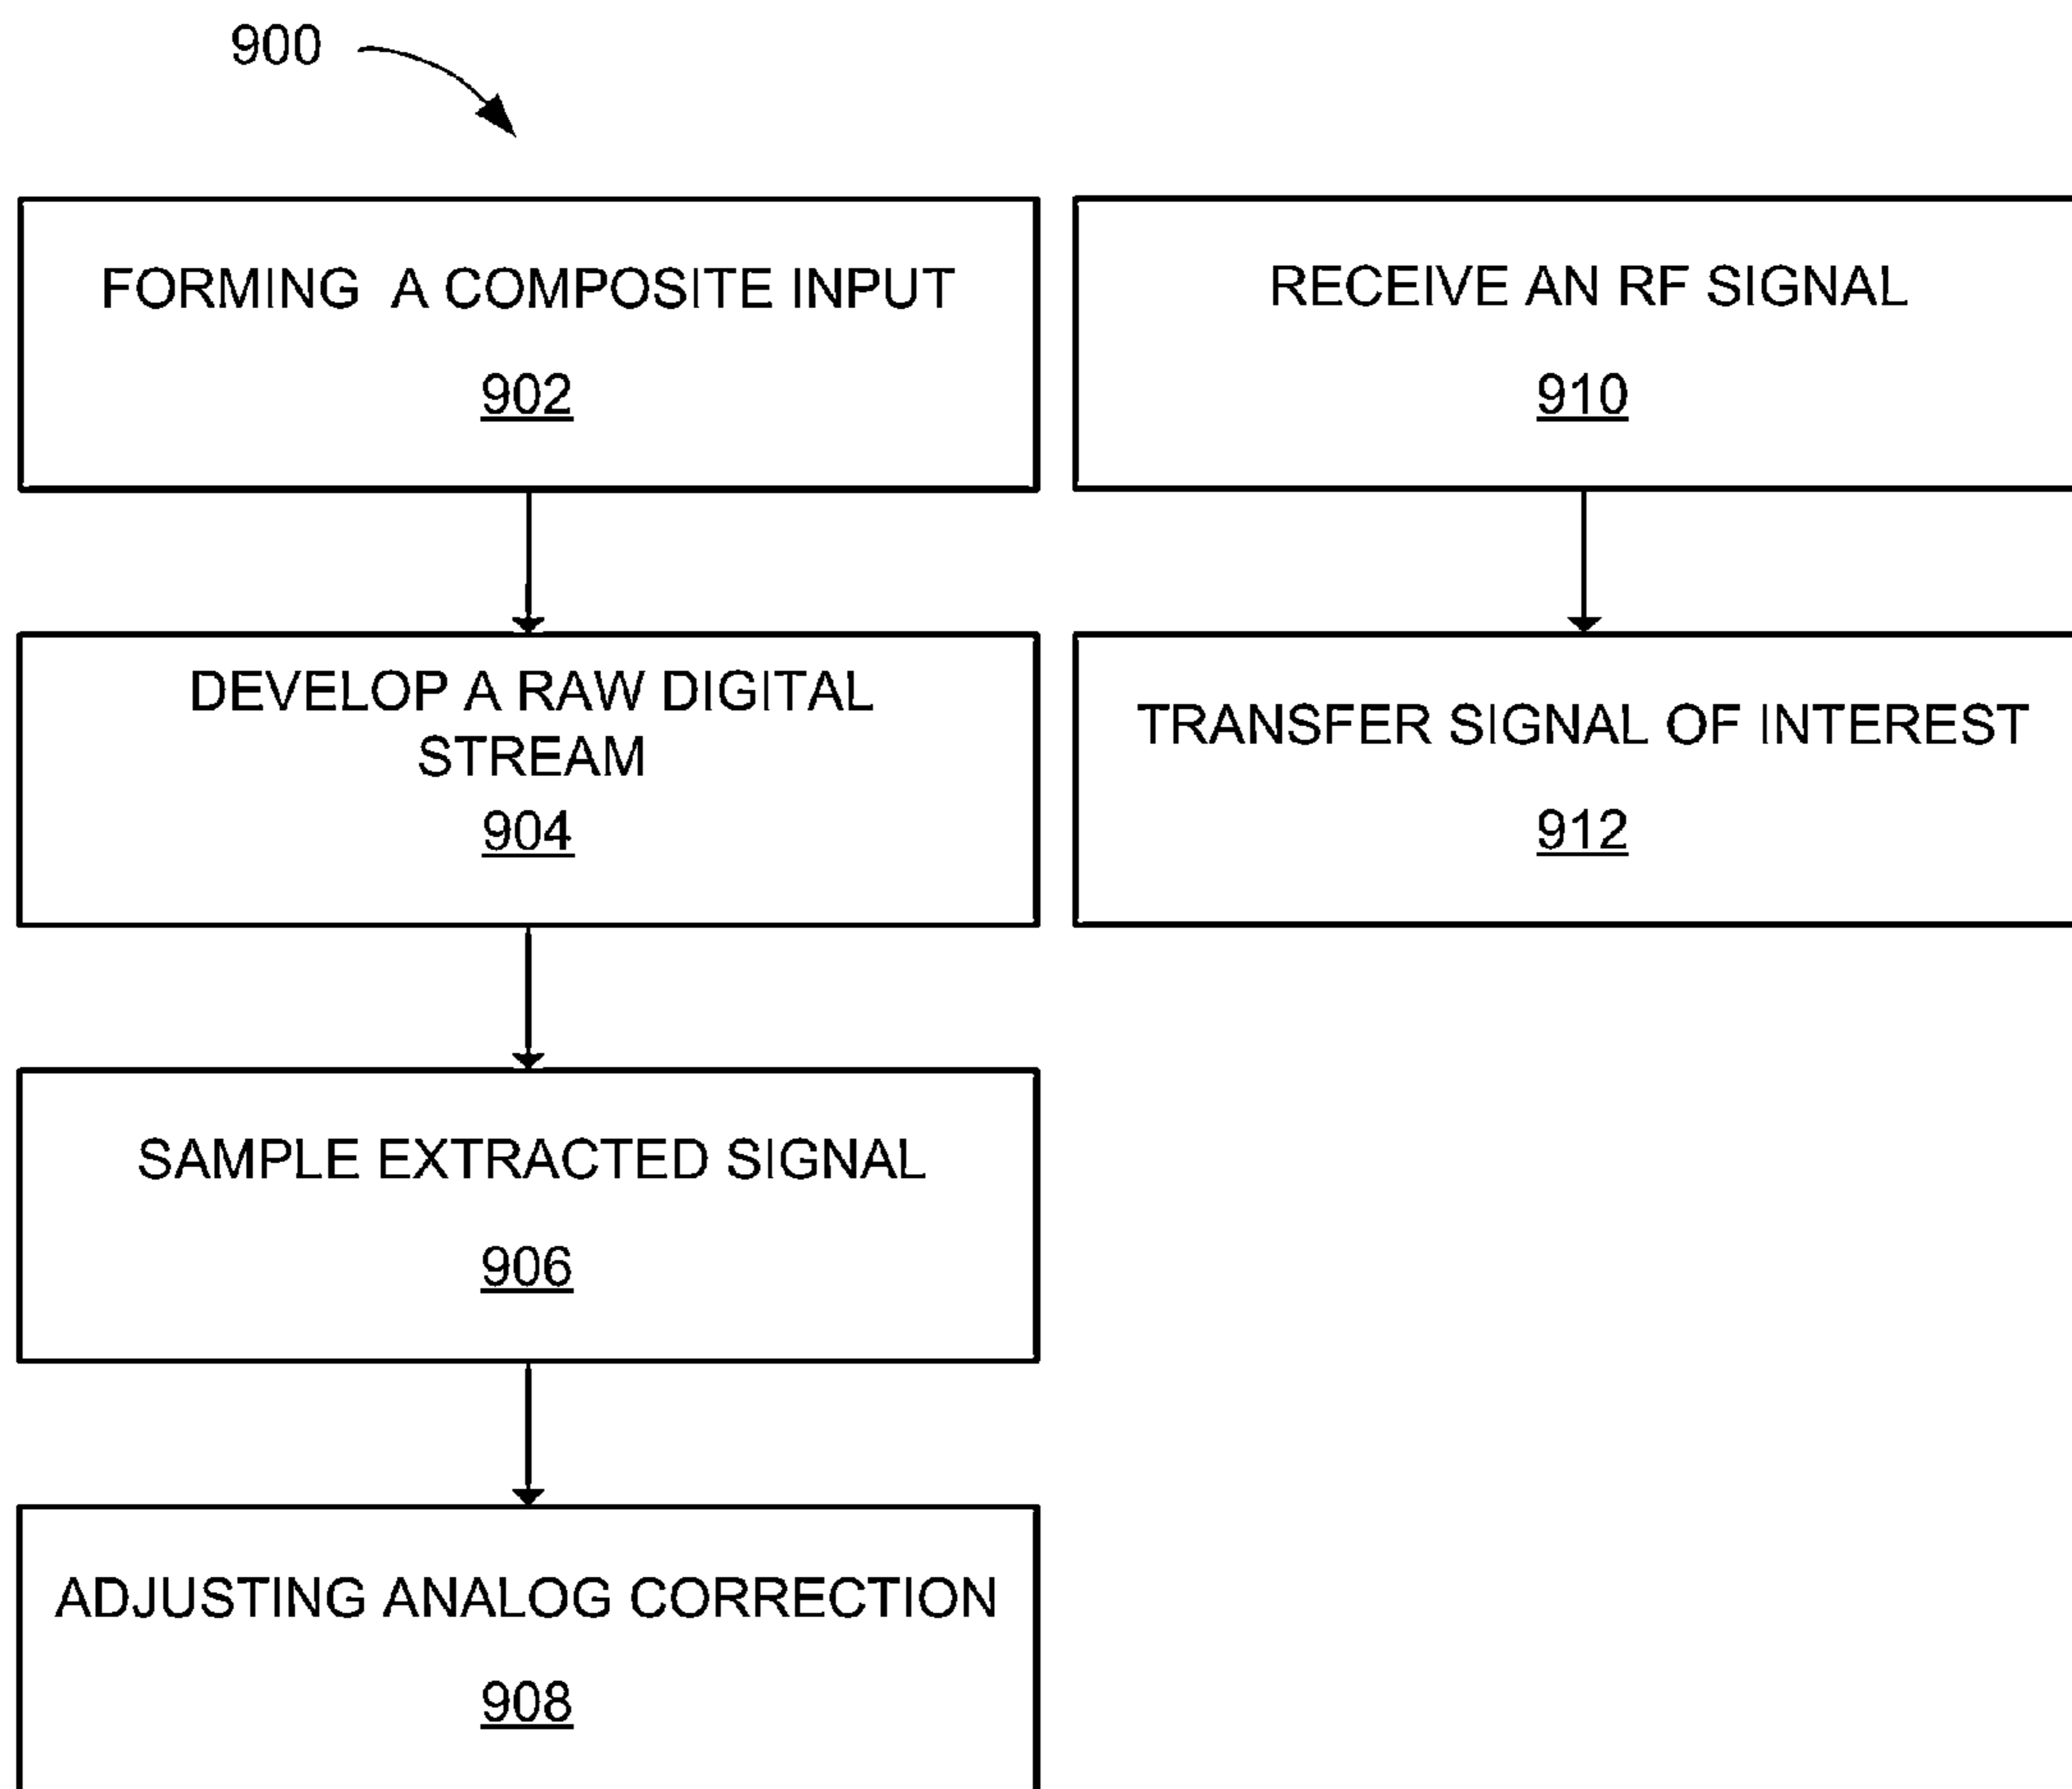 900
FORMING A COMPOSITE INPUT
902
DEVELOP A RAW DIGITAL
STREAM
904
SAMPLE EXTRACTED SIGNAL
906
ADJUSTING ANALOG CORRECTION
908
RECEIVE AN RF SIGNAL
910
TRANSFER SIGNAL OF INTEREST
912